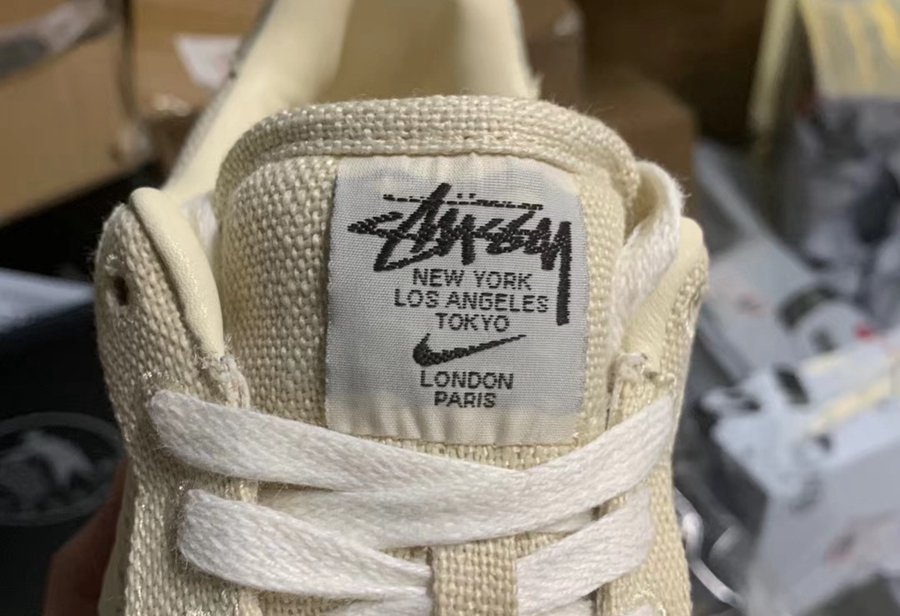 Stüssy
NEW YORK
LOS ANGELES
TOKYO
LONDON
PARIS